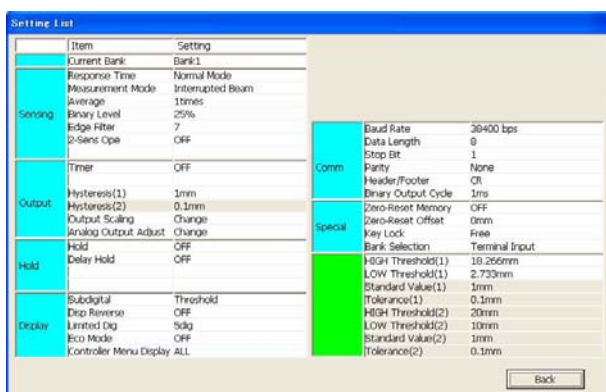 Setting List
Item Setting
Current Bank Bank1
Sensing
Response Time Normal Mode
Measurement Mode Interrupted Beam
Average 1times
Binary Level 25%
Edge Filter 7
2-Sens Ope OFF
Output
Timer OFF
Hysteresis(1) 1mm
Hysteresis(2) 0.1mm
Output Scaling Change
Analog Output Adjust Change
Hold
Hold OFF
Delay Hold OFF
Display
Subdigital Threshold
Disp Reverse OFF
Limited Dig 5dig
Eco Mode OFF
Controller Menu Display ALL
Comm
Baud Rate 38400 bps
Data Length 8
Stop Bit 1
Parity None
Header/Footer CR
Binary Output Cycle 1ms
Special
Zero-Reset Memory OFF
Zero-Reset Offset 0mm
Key Lock Free
Bank Selection Terminal Input
HIGH Threshold(1) 18.266mm
LOW Threshold(1) 2.733mm
Standard Value(1) 1mm
Tolerance(1) 0.1mm
HIGH Threshold(2) 20mm
LOW Threshold(2) 10mm
Standard Value(2) 1mm
Tolerance(2) 0.1mm
Back